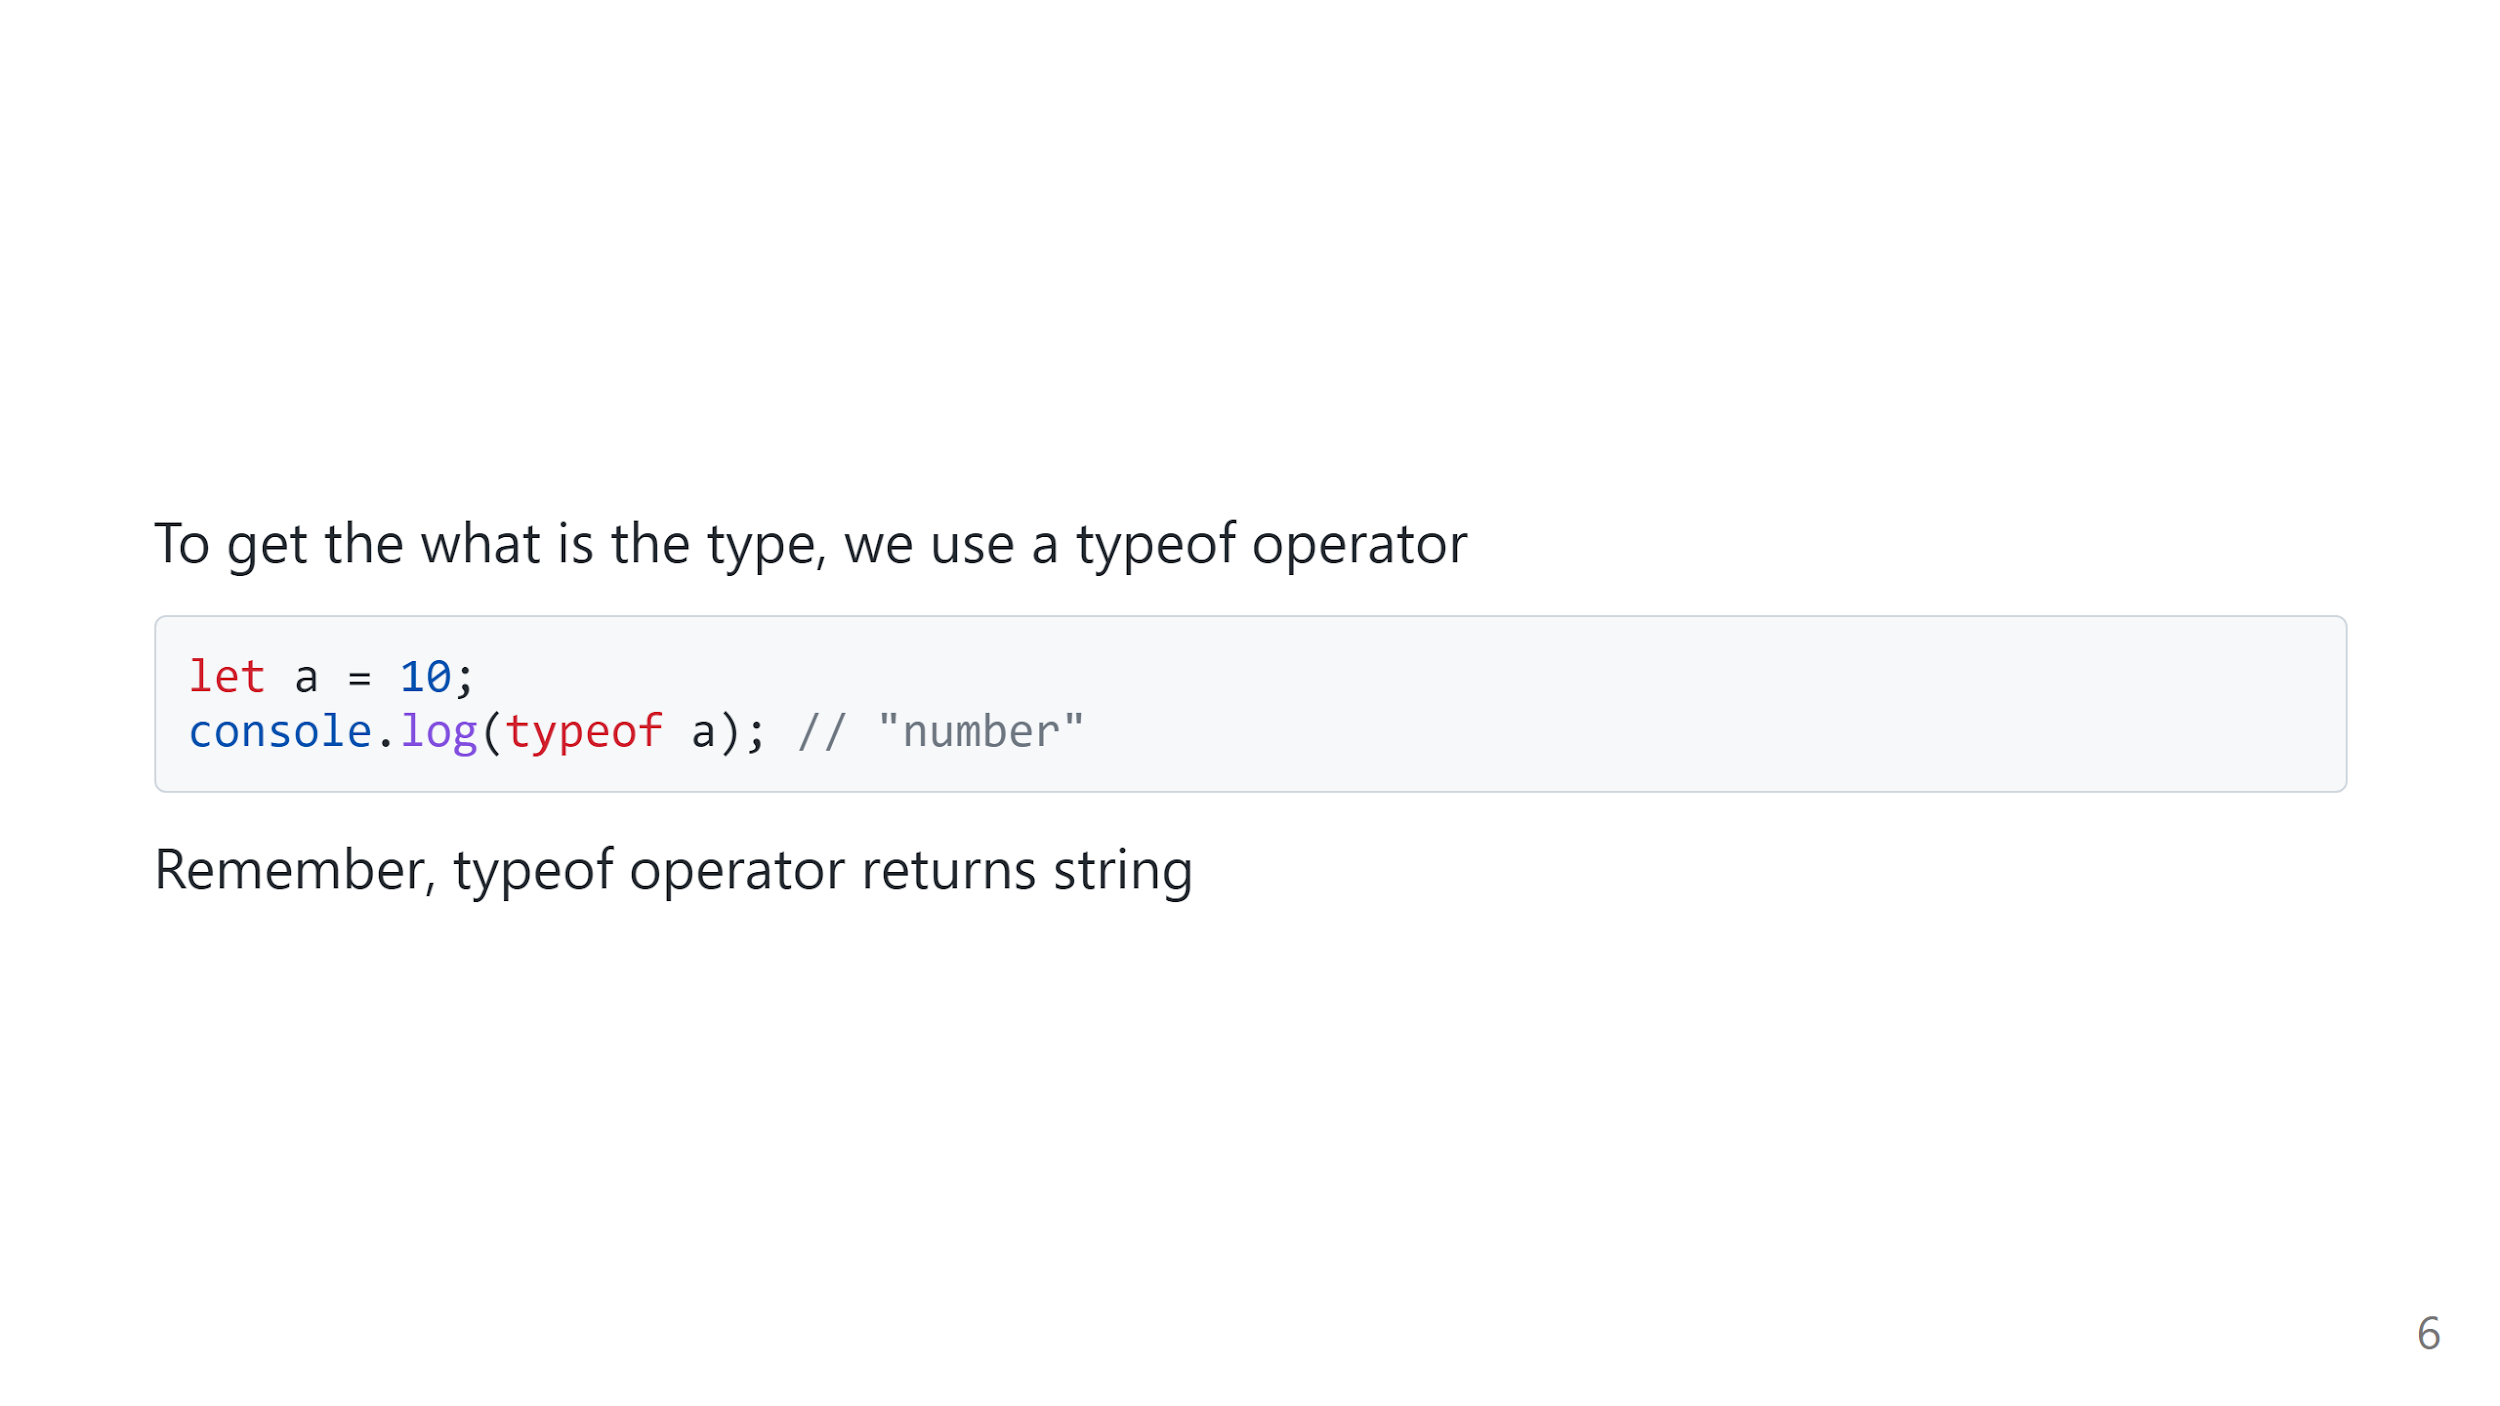 To get the what is the type, we use a typeof operator
let a = 10;
console.log(typeof a); // "number"
Remember, typeof operator returns string
6